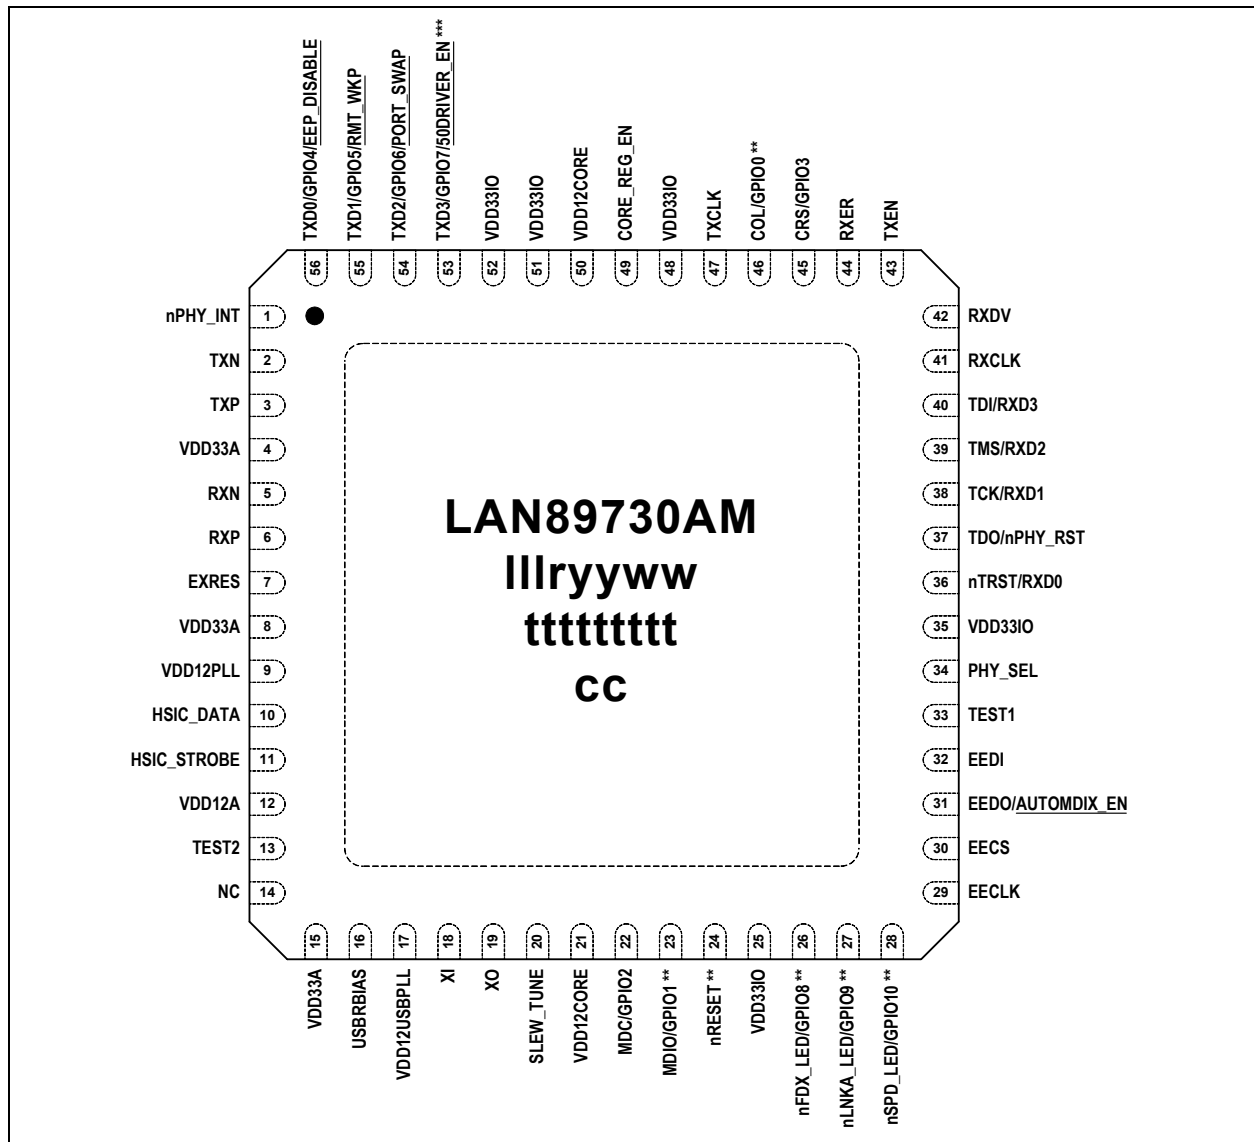 TXD0/GPIO4/EEP_DISABLE
TXD1/GPIO5/RMT_WKP
TXD2/GPIO6/PORT_SWAP
TXD3/GPIO7/50DRIVER_EN ***
VDD33IO
VDD33IO
VDD12CORE
CORE_REG_EN
VDD33IO
TXCLK
COL/GPIO0 **
CRS/GPIO3
RXER
TXEN
56 55 54 53 52 51 50 49 48 47 46 45 44 43
nPHY_INT 1
TXN 2
TXP 3
VDD33A 4
RXN 5
RXP 6
EXRES 7
VDD33A 8
VDD12PLL 9
HSIC_DATA 10
HSIC_STROBE 11
VDD12A 12
TEST2 13
NC 14
LAN89730AM
lllryyww
ttttttttt
cc
42 RXDV
41 RXCLK
40 TDI/RXD3
39 TMS/RXD2
38 TCK/RXD1
37 TDO/nPHY_RST
36 nTRST/RXD0
35 VDD33IO
34 PHY_SEL
33 TEST1
32 EEDI
31 EEDO/AUTOMDIX_EN
30 EECS
29 EECLK
15 16 17 18 19 20 21 22 23 24 25 26 27 28
VDD33A
USBRBIAS
VDD12USBPLL
XI
XO
SLEW_TUNE
VDD12CORE
MDC/GPIO2
MDIO/GPIO1 **
nRESET **
VDD33IO
nFDX_LED/GPIO8 **
nLNKA_LED/GPIO9 **
nSPD_LED/GPIO10 **